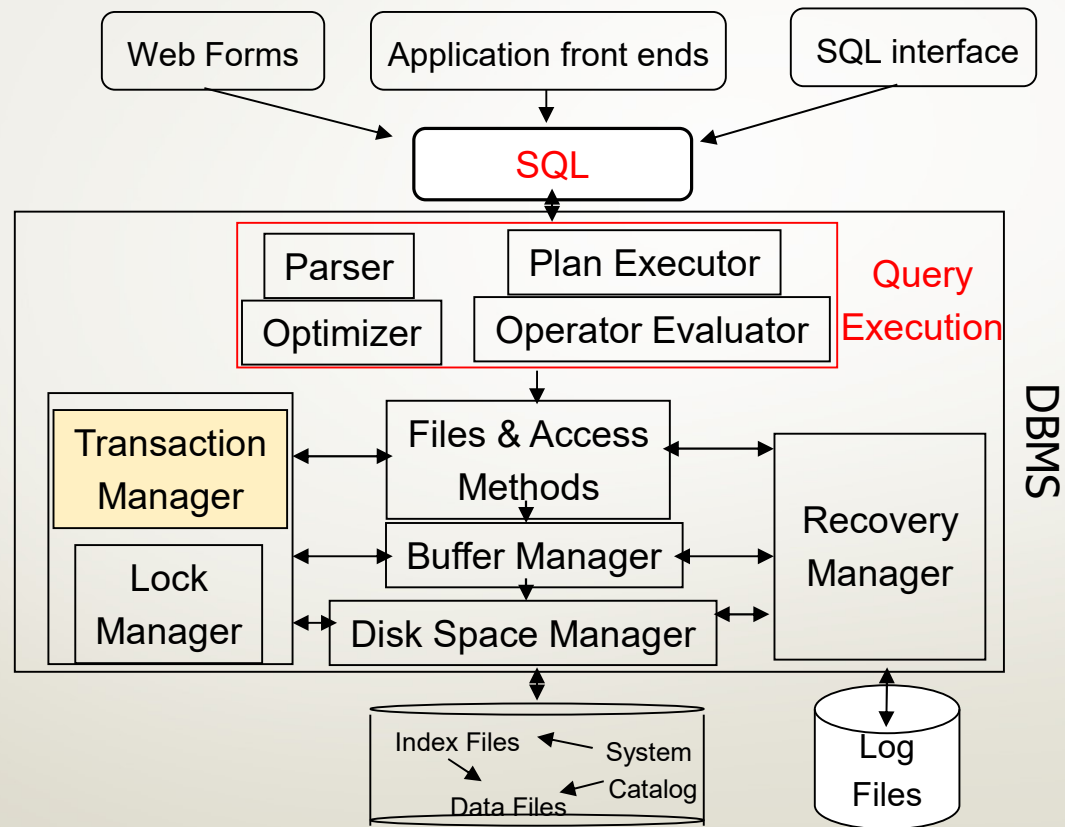 Web Forms
Application front ends
SQL interface
SQL
Parser
Plan Executor
Optimizer
Operator Evaluator
Query
Execution
DBMS
Transaction
Manager
Lock
Manager
Files & Access
Methods
Buffer Manager
Disk Space Manager
Recovery
Manager
Index Files
System
Catalog
Data Files
Log
Files